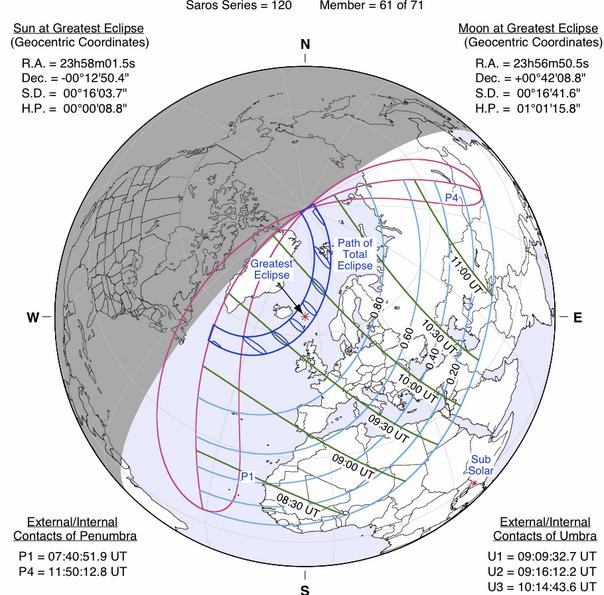 Saros Series = 120 Member = 61 of 71
Sun at Greatest Eclipse
(Geocentric Coordinates)
R.A. = 23h58m01.5s
Dec. = -00°12'50.4"
S.D. = 00°16'03.7"
H.P. = 00°00'08.8"
Moon at Greatest Eclipse
(Geocentric Coordinates)
R.A. = 23h56m50.5s
Dec. = +00°42'08.8"
S.D. = 00°16'41.6"
H.P. = 01°01'15.8"
N
P4
Path of
Total
Eclipse
Greatest
Eclipse
11:00 UT
W
E
0.80
0.60
0.40
0.20
10:30 UT
10:00 UT
09:30 UT
09:00 UT
08:30 UT
P1
Sub
Solar
External/Internal
Contacts of Penumbra
P1 = 07:40:51.9 UT
P4 = 11:50:12.8 UT
External/Internal
Contacts of Umbra
U1 = 09:09:32.7 UT
U2 = 09:16:12.2 UT
U3 = 10:14:43.6 UT
S